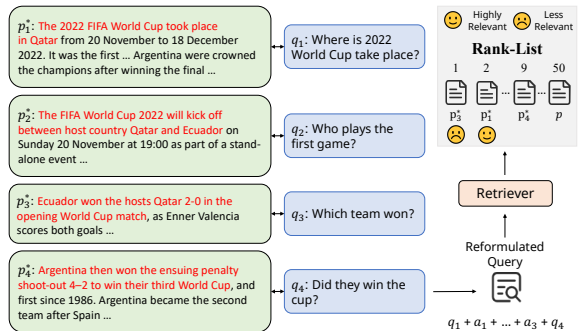 p₁*: The 2022 FIFA World Cup took place
in Qatar from 20 November to 18 December
2022. It was the first ... Argentina were crowned
the champions after winning the final ...
q₁: Where is 2022
World Cup take place?
p₂*: The FIFA World Cup 2022 will kick off
between host country Qatar and Ecuador on
Sunday 20 November at 19:00 as part of a stand-
alone event ...
q₂: Who plays the
first game?
p₃*: Ecuador won the hosts Qatar 2-0 in the
opening World Cup match, as Enner Valencia
scores both goals ...
q₃: Which team won?
p₄*: Argentina then won the ensuing penalty
shoot-out 4–2 to win their third World Cup, and
first since 1986. Argentina became the second
team after Spain ...
q₄: Did they win the
cup?
Highly
Relevant
Less
Relevant
Rank-List
1 2 9 50
... ...
p₃* p₁* p₄* p
Retriever
Reformulated
Query
q₁ + a₁ + ... + a₃ + q₄